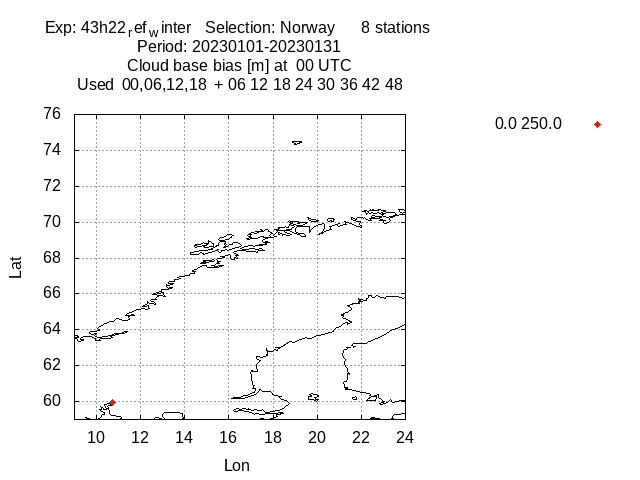 Exp: 43h22ref winter Selection: Norway 8 stations
Period: 20230101-20230131
Cloud base bias [m] at 00 UTC
Used 00,06,12,18 + 06 12 18 24 30 36 42 48
0.0 250.0
76
74
72
70
68
66
64
62
60
Lat
10 12 14 16 18 20 22 24
Lon